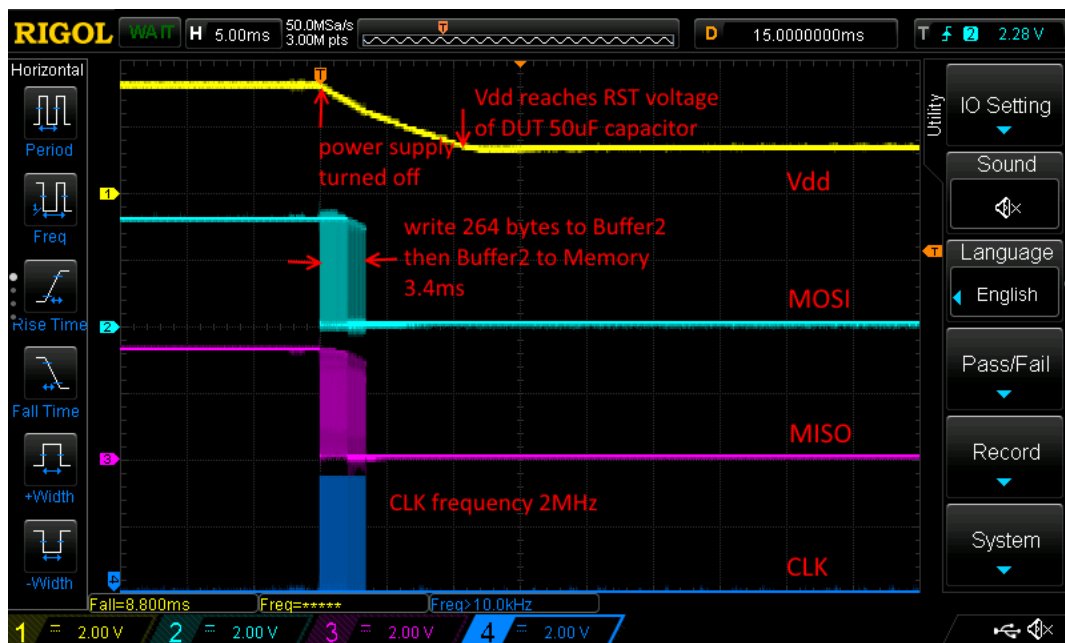 RIGOL WAIT H 5.00ms 50.0MSa/s D 15.0000000ms T 2 2.28 V
3.00M pts
Horizontal
Period
Freq
Rise Time
Fall Time
+Width
-Width
T
Vdd reaches RST voltage
of DUT 50uF capacitor
power supply
turned off
Vdd
1
write 264 bytes to Buffer2
then Buffer2 to Memory
3.4ms
T
MOSI
2
MISO
3
CLK frequency 2MHz
CLK
4
Utility
IO Setting
Sound
Language
English
Pass/Fail
Record
System
Fall=8.800ms Freq=***** Freq>10.0kHz
1 = 2.00 V 2 = 2.00 V 3 = 2.00 V 4 = 2.00 V